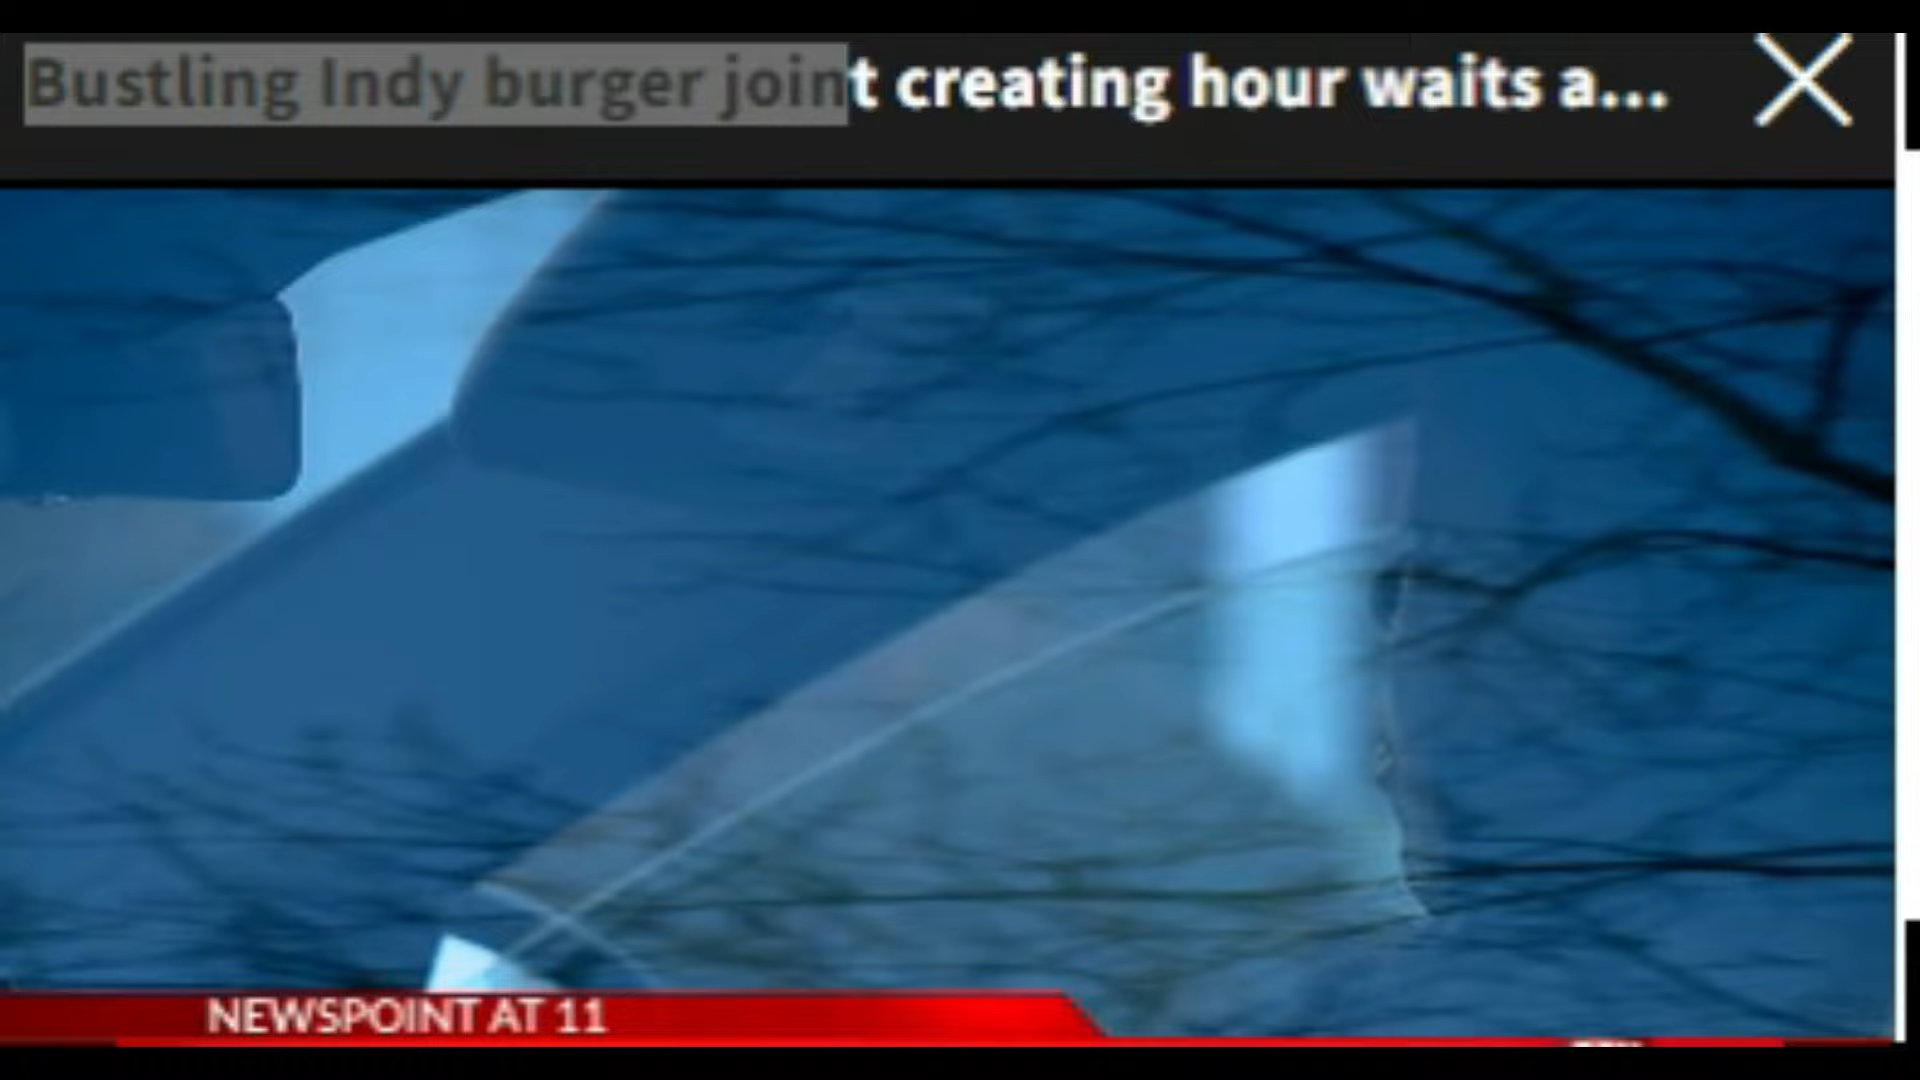 Bustling Indy burger joint creating hour waits a...
NEWSPOINT AT 11